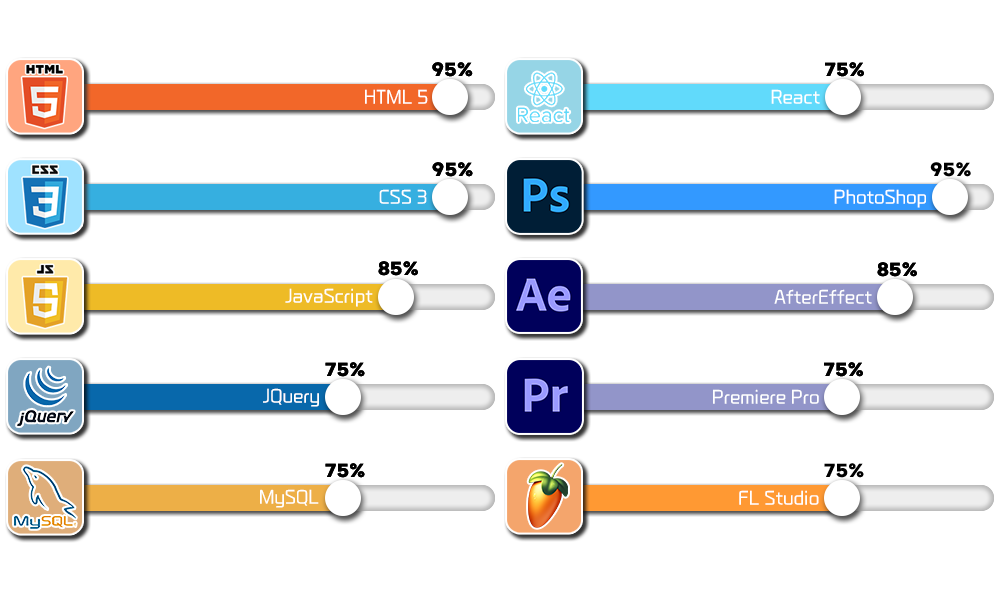 HTML
5
95%
HTML 5
CSS
3
95%
CSS 3
JS
5
85%
JavaScript
jQuery
75%
JQuery
MySQL
75%
MySQL
React
75%
React
Ps
95%
PhotoShop
Ae
85%
AfterEffect
Pr
75%
Premiere Pro
75%
FL Studio